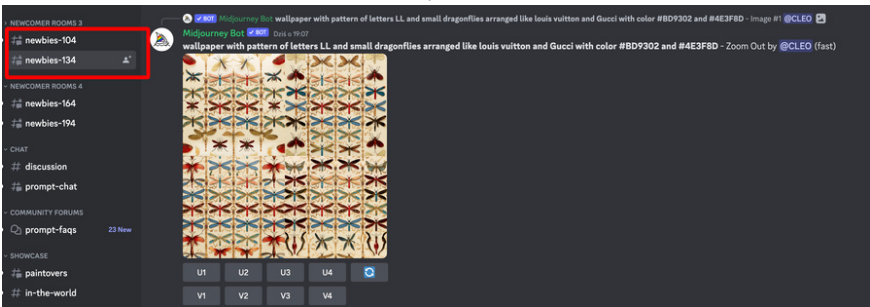 NEWCOMER ROOMS 3
newbies-104
newbies-134
NEWCOMER ROOMS 4
newbies-164
newbies-194
CHAT
discussion
prompt-chat
COMMUNITY FORUMS
prompt-faqs 23 New
SHOWCASE
paintovers
in-the-world
✓ BOT Midjourney Bot wallpaper with pattern of letters LL and small dragonflies arranged like louis vuitton and Gucci with color #BD9302 and #4E3F8D - Image #1 @CLEO
Midjourney Bot ✓ BOT Dziś o 19:07
wallpaper with pattern of letters LL and small dragonflies arranged like louis vuitton and Gucci with color #BD9302 and #4E3F8D - Zoom Out by @CLEO (fast)
U1 U2 U3 U4
V1 V2 V3 V4